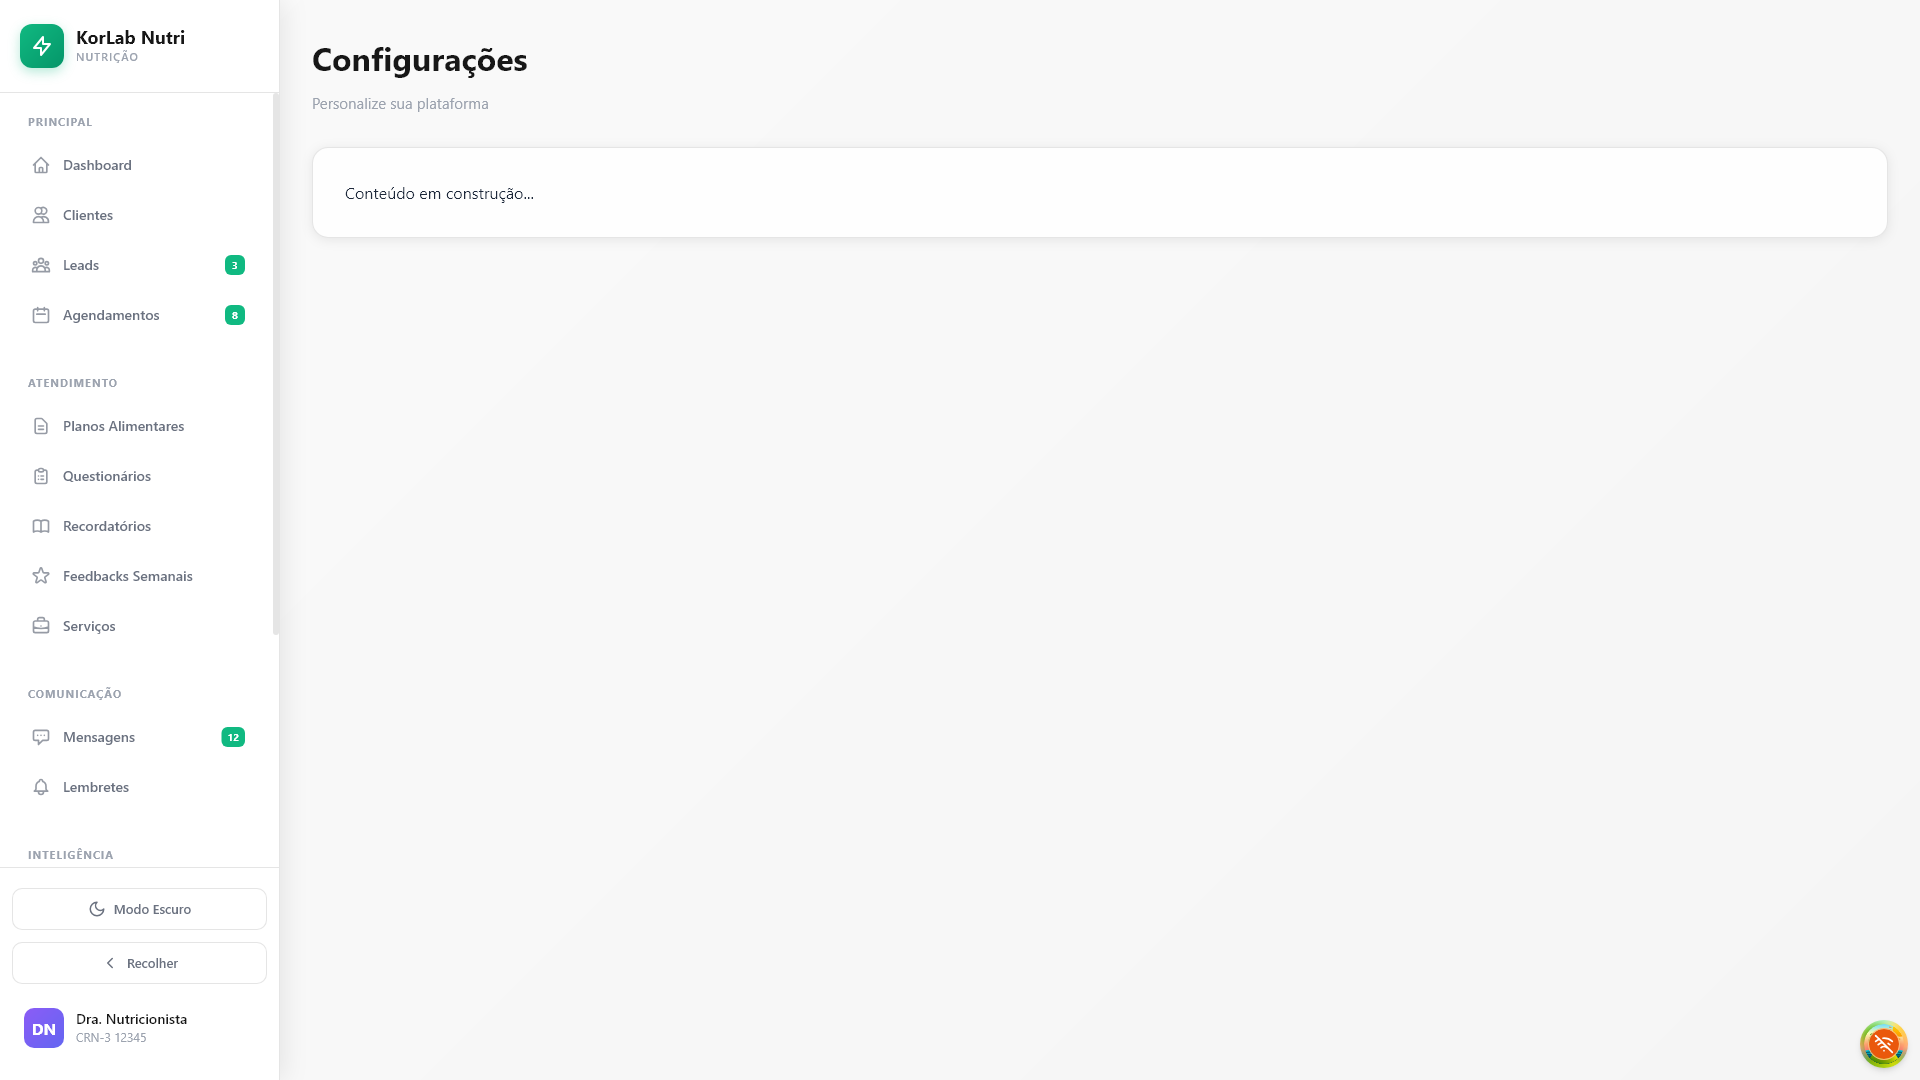 KorLab Nutri
NUTRIÇÃO
PRINCIPAL
Dashboard
Clientes
Leads
3
Agendamentos
8
ATENDIMENTO
Planos Alimentares
Questionários
Recordatórios
Feedbacks Semanais
Serviços
COMUNICAÇÃO
Mensagens
12
Lembretes
INTELIGÊNCIA
Modo Escuro
Recolher
DN
Dra. Nutricionista
CRN-3 12345
Configurações
Personalize sua plataforma
Conteúdo em construção...